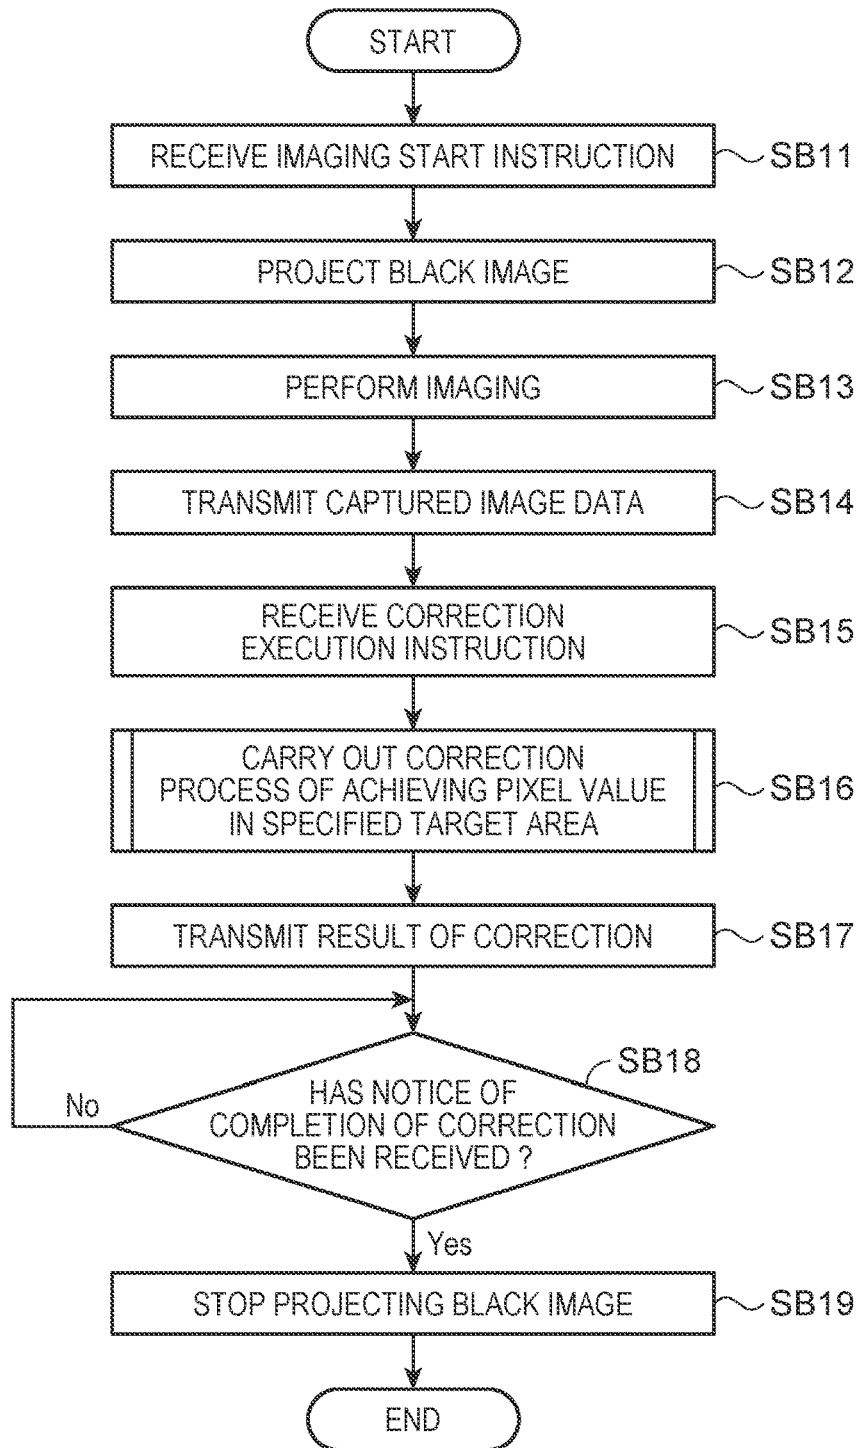 START
RECEIVE IMAGING START INSTRUCTION
SB11
PROJECT BLACK IMAGE
SB12
PERFORM IMAGING
SB13
TRANSMIT CAPTURED IMAGE DATA
SB14
RECEIVE CORRECTION
EXECUTION INSTRUCTION
SB15
CARRY OUT CORRECTION
PROCESS OF ACHIEVING PIXEL VALUE
IN SPECIFIED TARGET AREA
SB16
TRANSMIT RESULT OF CORRECTION
SB17
SB18
HAS NOTICE OF
COMPLETION OF CORRECTION
BEEN RECEIVED ?
No
Yes
STOP PROJECTING BLACK IMAGE
SB19
END